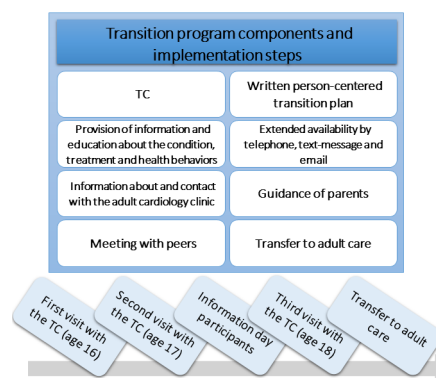 Transition program components and
implementation steps
TC
Written person-centered
transition plan
Provision of information and
education about the condition,
treatment and health behaviors
Extended availability by
telephone, text-message and
email
Information about and contact
with the adult cardiology clinic
Guidance of parents
Meeting with peers
Transfer to adult care
First visit with
the TC (age 16)
Second visit with
the TC (age 17)
Information day
participants
Third visit with
the TC (age 18)
Transfer to adult
care